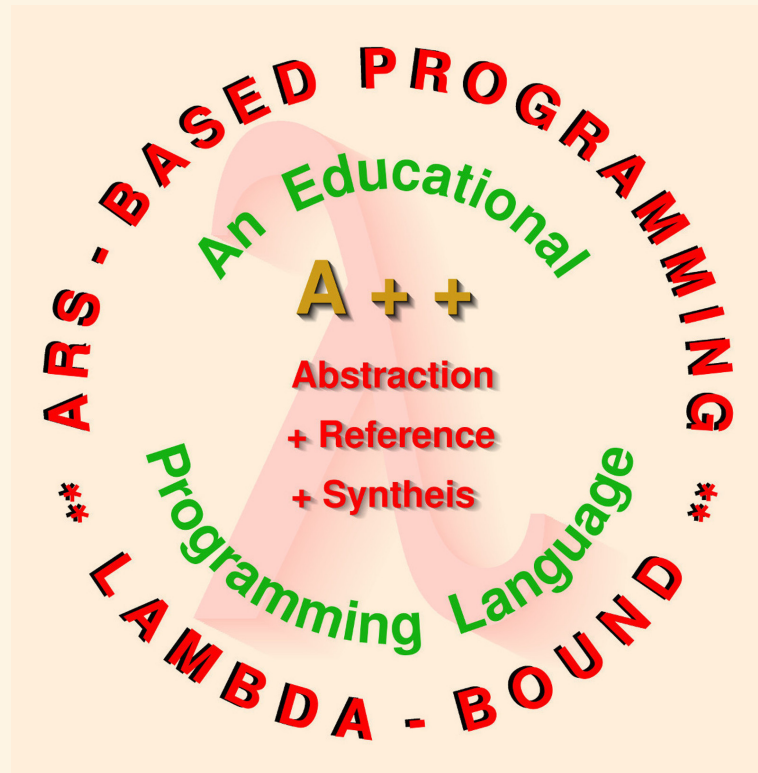 ARS - BASED PROGRAMMING
** LAMBDA - BOUND **
An Educational
A + +
Abstraction
+ Reference
+ Syntheis
Programming Language
λ